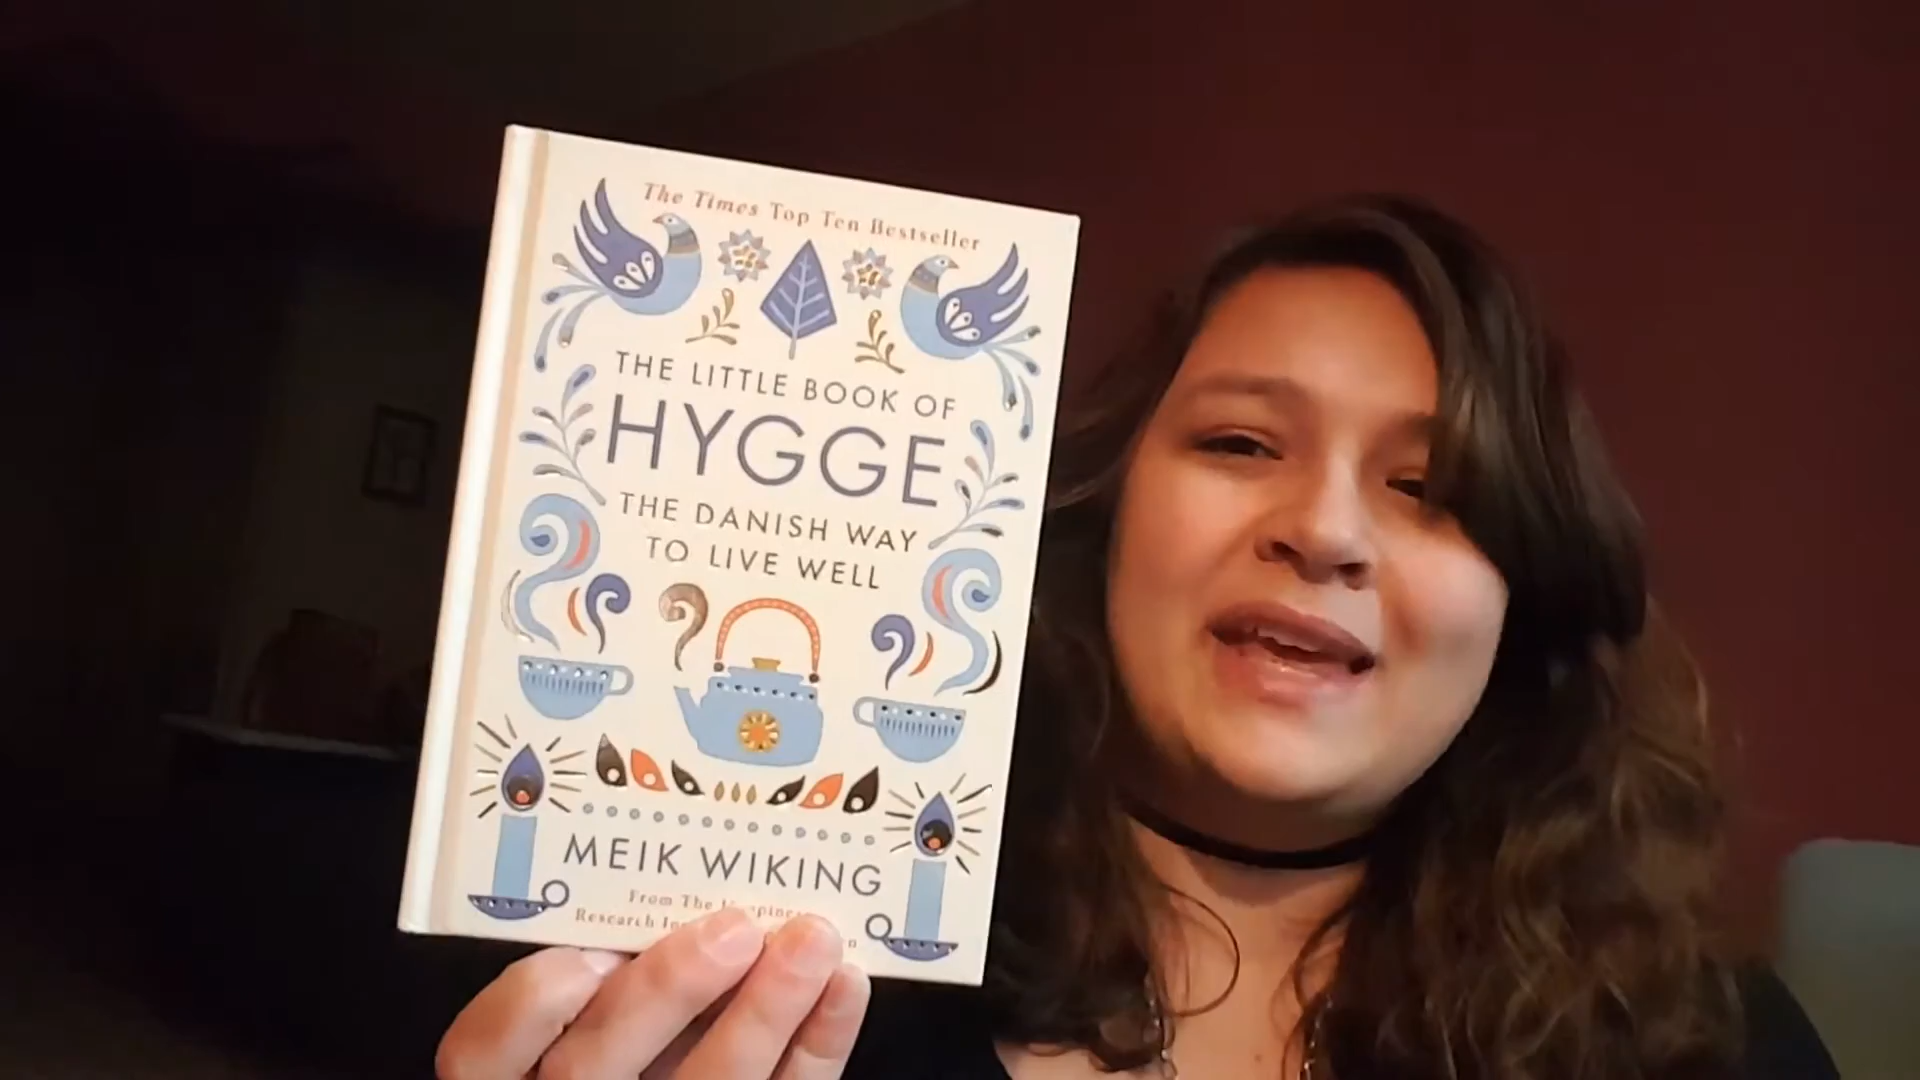 The Times Top Ten Bestseller
THE LITTLE BOOK OF
HYGGE
THE DANISH WAY
TO LIVE WELL
MEIK WIKING
From The
Research